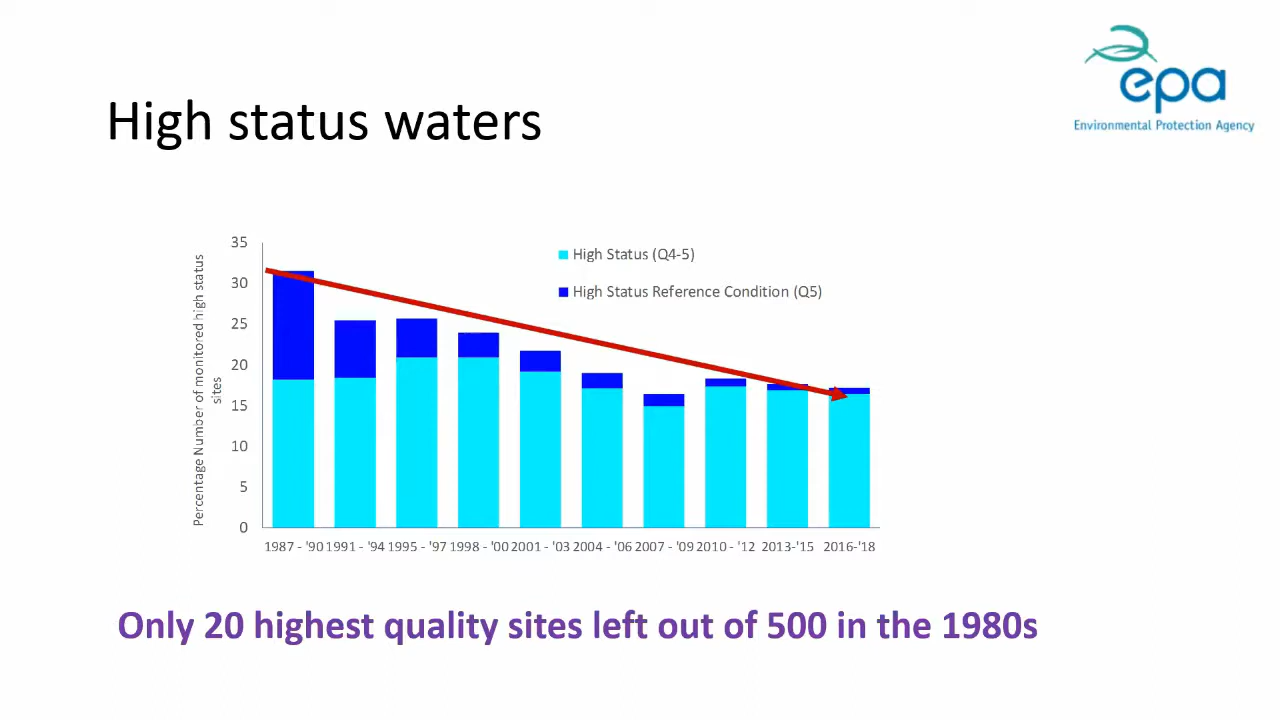 epa
Environmental Protection Agency
High status waters
Percentage Number of monitored high status
sites
35
30
25
20
15
10
5
0
High Status (Q4-5)
High Status Reference Condition (Q5)
1987 - '90 1991 - '94 1995 - '97 1998 - '00 2001 - '03 2004 - '06 2007 - '09 2010 - '12 2013-'15 2016-'18
Only 20 highest quality sites left out of 500 in the 1980s